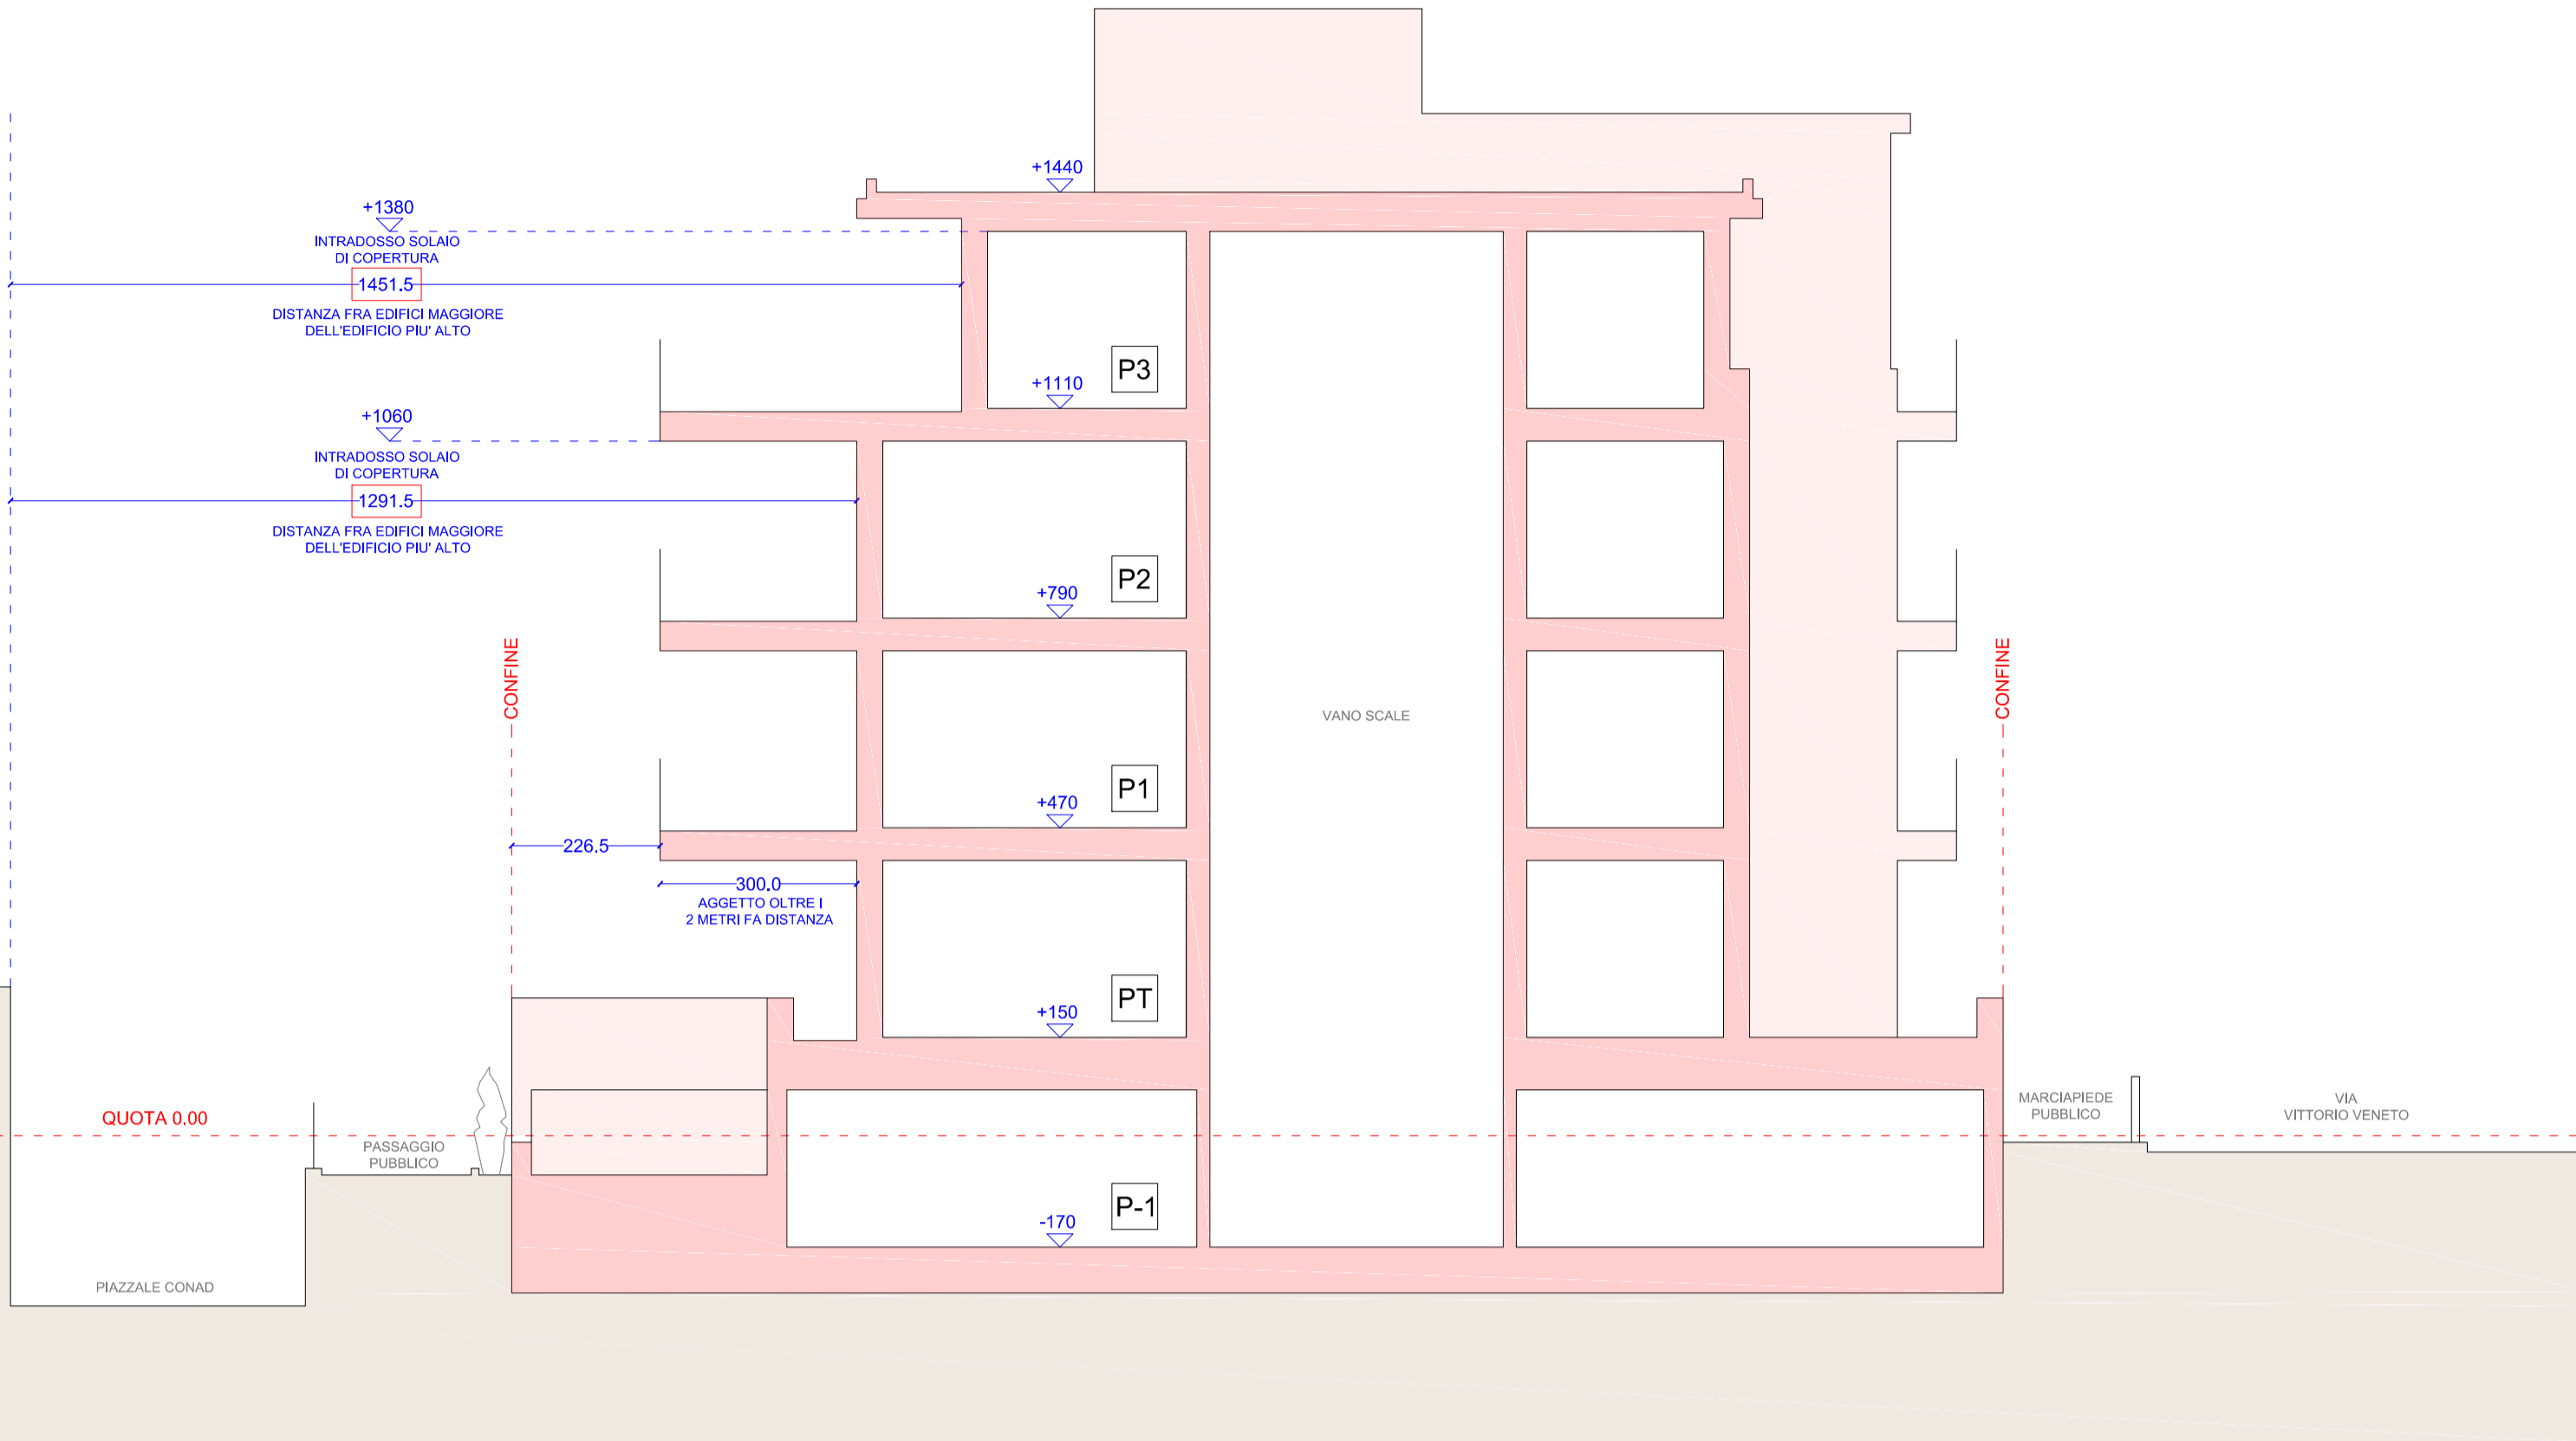 +1440
+1380
INTRADOSSO SOLAIO
DI COPERTURA
1451.5
DISTANZA FRA EDIFICI MAGGIORE
DELL'EDIFICIO PIU' ALTO
P3
+1110
+1060
INTRADOSSO SOLAIO
DI COPERTURA
1291.5
DISTANZA FRA EDIFICI MAGGIORE
DELL'EDIFICIO PIU' ALTO
P2
+790
CONFINE
CONFINE
VANO SCALE
P1
+470
226.5
300.0
AGGETTO OLTRE I
2 METRI FA DISTANZA
PT
+150
QUOTA 0.00
PASSAGGIO
PUBBLICO
MARCIAPIEDE
PUBBLICO
VIA
VITTORIO VENETO
P-1
-170
PIAZZALE CONAD